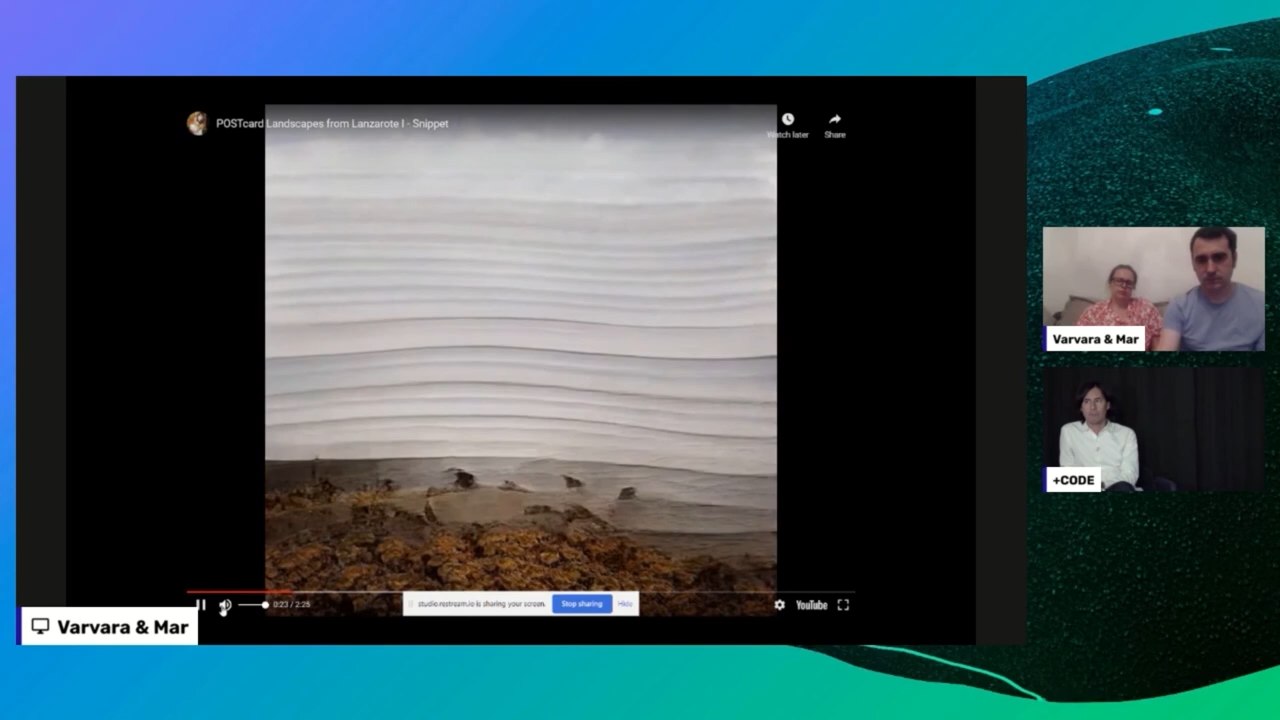 POSTcard Landscapes from Lanzarote I - Snippet
Watch later
Share
Varvara & Mar
+CODE
0:23 / 2:25
studio.restream.io is sharing your screen.
Stop sharing
Hide
YouTube
Varvara & Mar